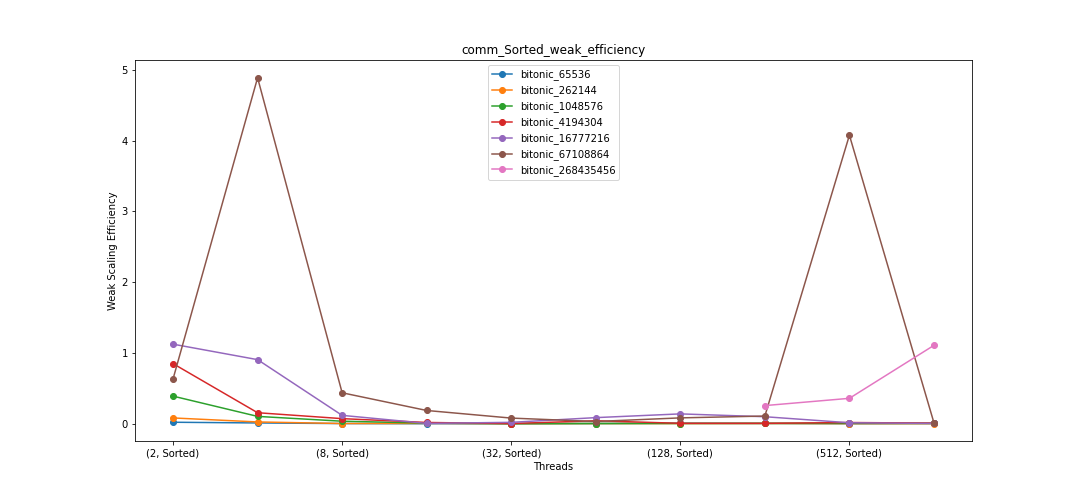 comm_Sorted_weak_efficiency
bitonic_65536
bitonic_262144
bitonic_1048576
bitonic_4194304
bitonic_16777216
bitonic_67108864
bitonic_268435456
Weak Scaling Efficiency
5
4
3
2
1
0
(2, Sorted)
(8, Sorted)
(32, Sorted)
(128, Sorted)
(512, Sorted)
Threads